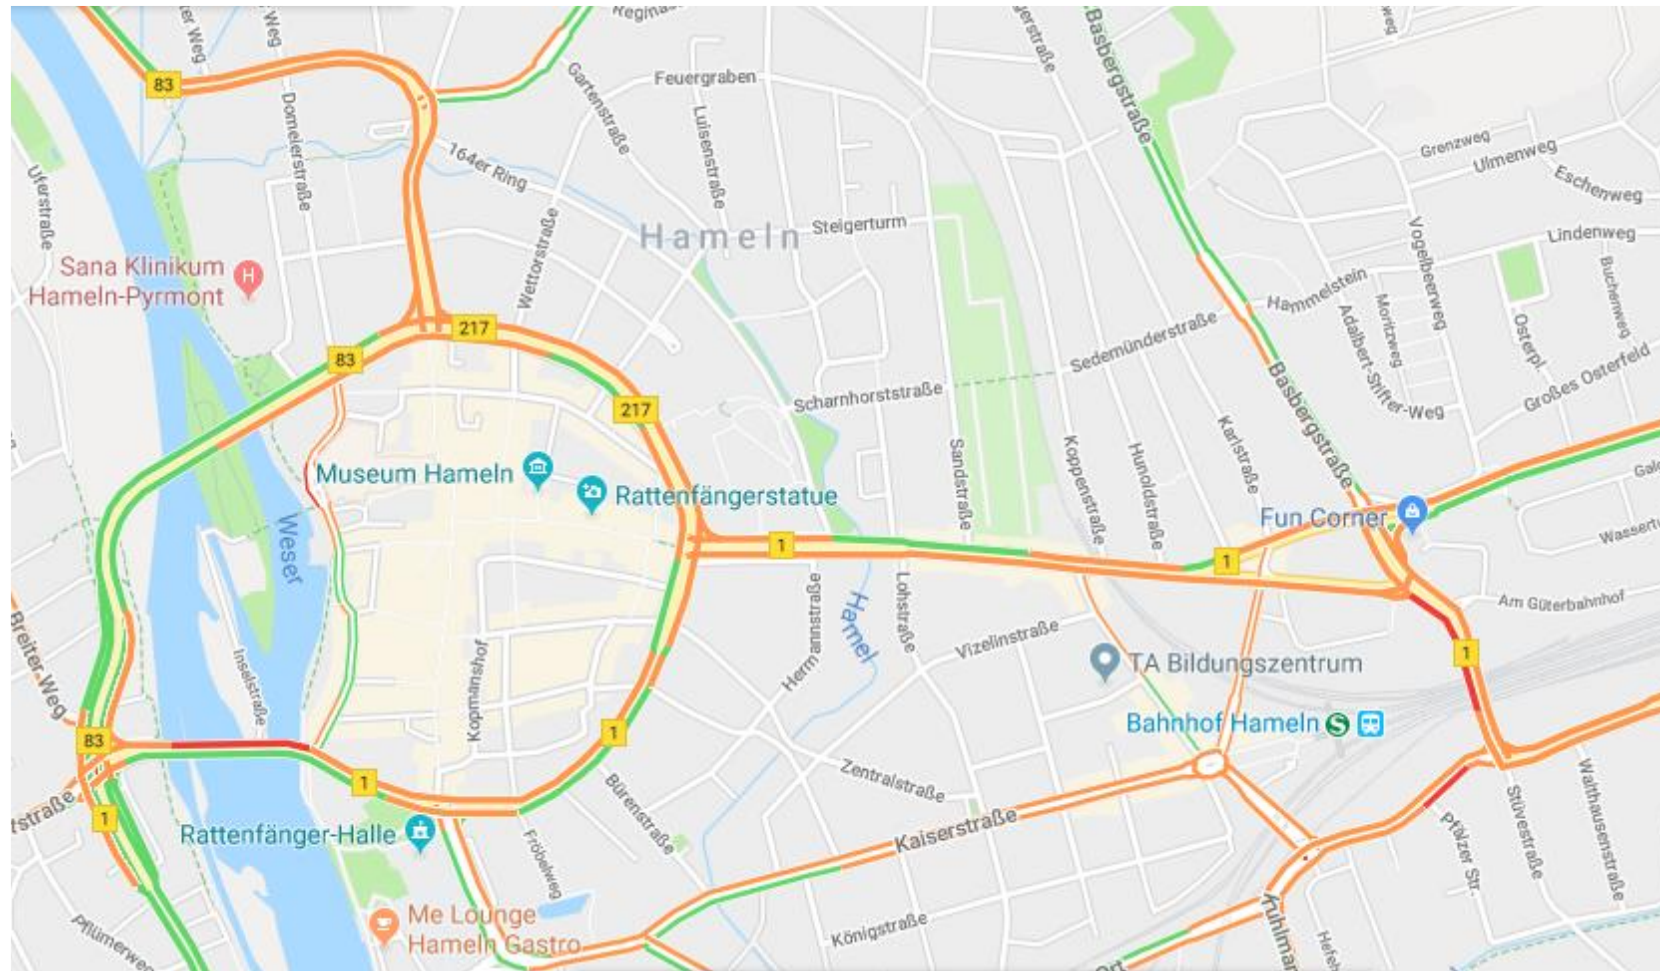 Basbergstraße
83
Feuergraben
Gartenstraße
Luisenstraße
Domeierstraße
164er Ring
Uferstraße
Wettorstraße
Hameln
Steigerturm
Grenzweg
Ulmenweg
Eschenweg
Lindenweg
Vogelbeerweg
Buchenweg
Sana Klinikum
Hameln-Pyrmont
H
Hammelstein
Moritzweg
Adalbert-Stifter-Weg
Osterpl.
Sedemünderstraße
217
83
Großes Osterfeld
Scharnhorststraße
217
Basbergstraße
Karlstraße
Sandstraße
Koppenstraße
Hunoldstraße
Museum Hameln
Rattenfängerstatue
Fun Corner
Weser
1
1
Hermannstraße
Hamel
Lohstraße
Am Güterbahnhof
Breiter Weg
Inselstraße
Kopmanshof
Vizelinstraße
TA Bildungszentrum
1
Bahnhof Hameln
S
83
1
1
Zentralstraße
Bürenstraße
1
Rattenfänger-Halle
Fröbelweg
Kaiserstraße
Pfälzer Str.
Stüvestraße
Walthausenstraße
Me Lounge
Hameln Gastro
Königstraße